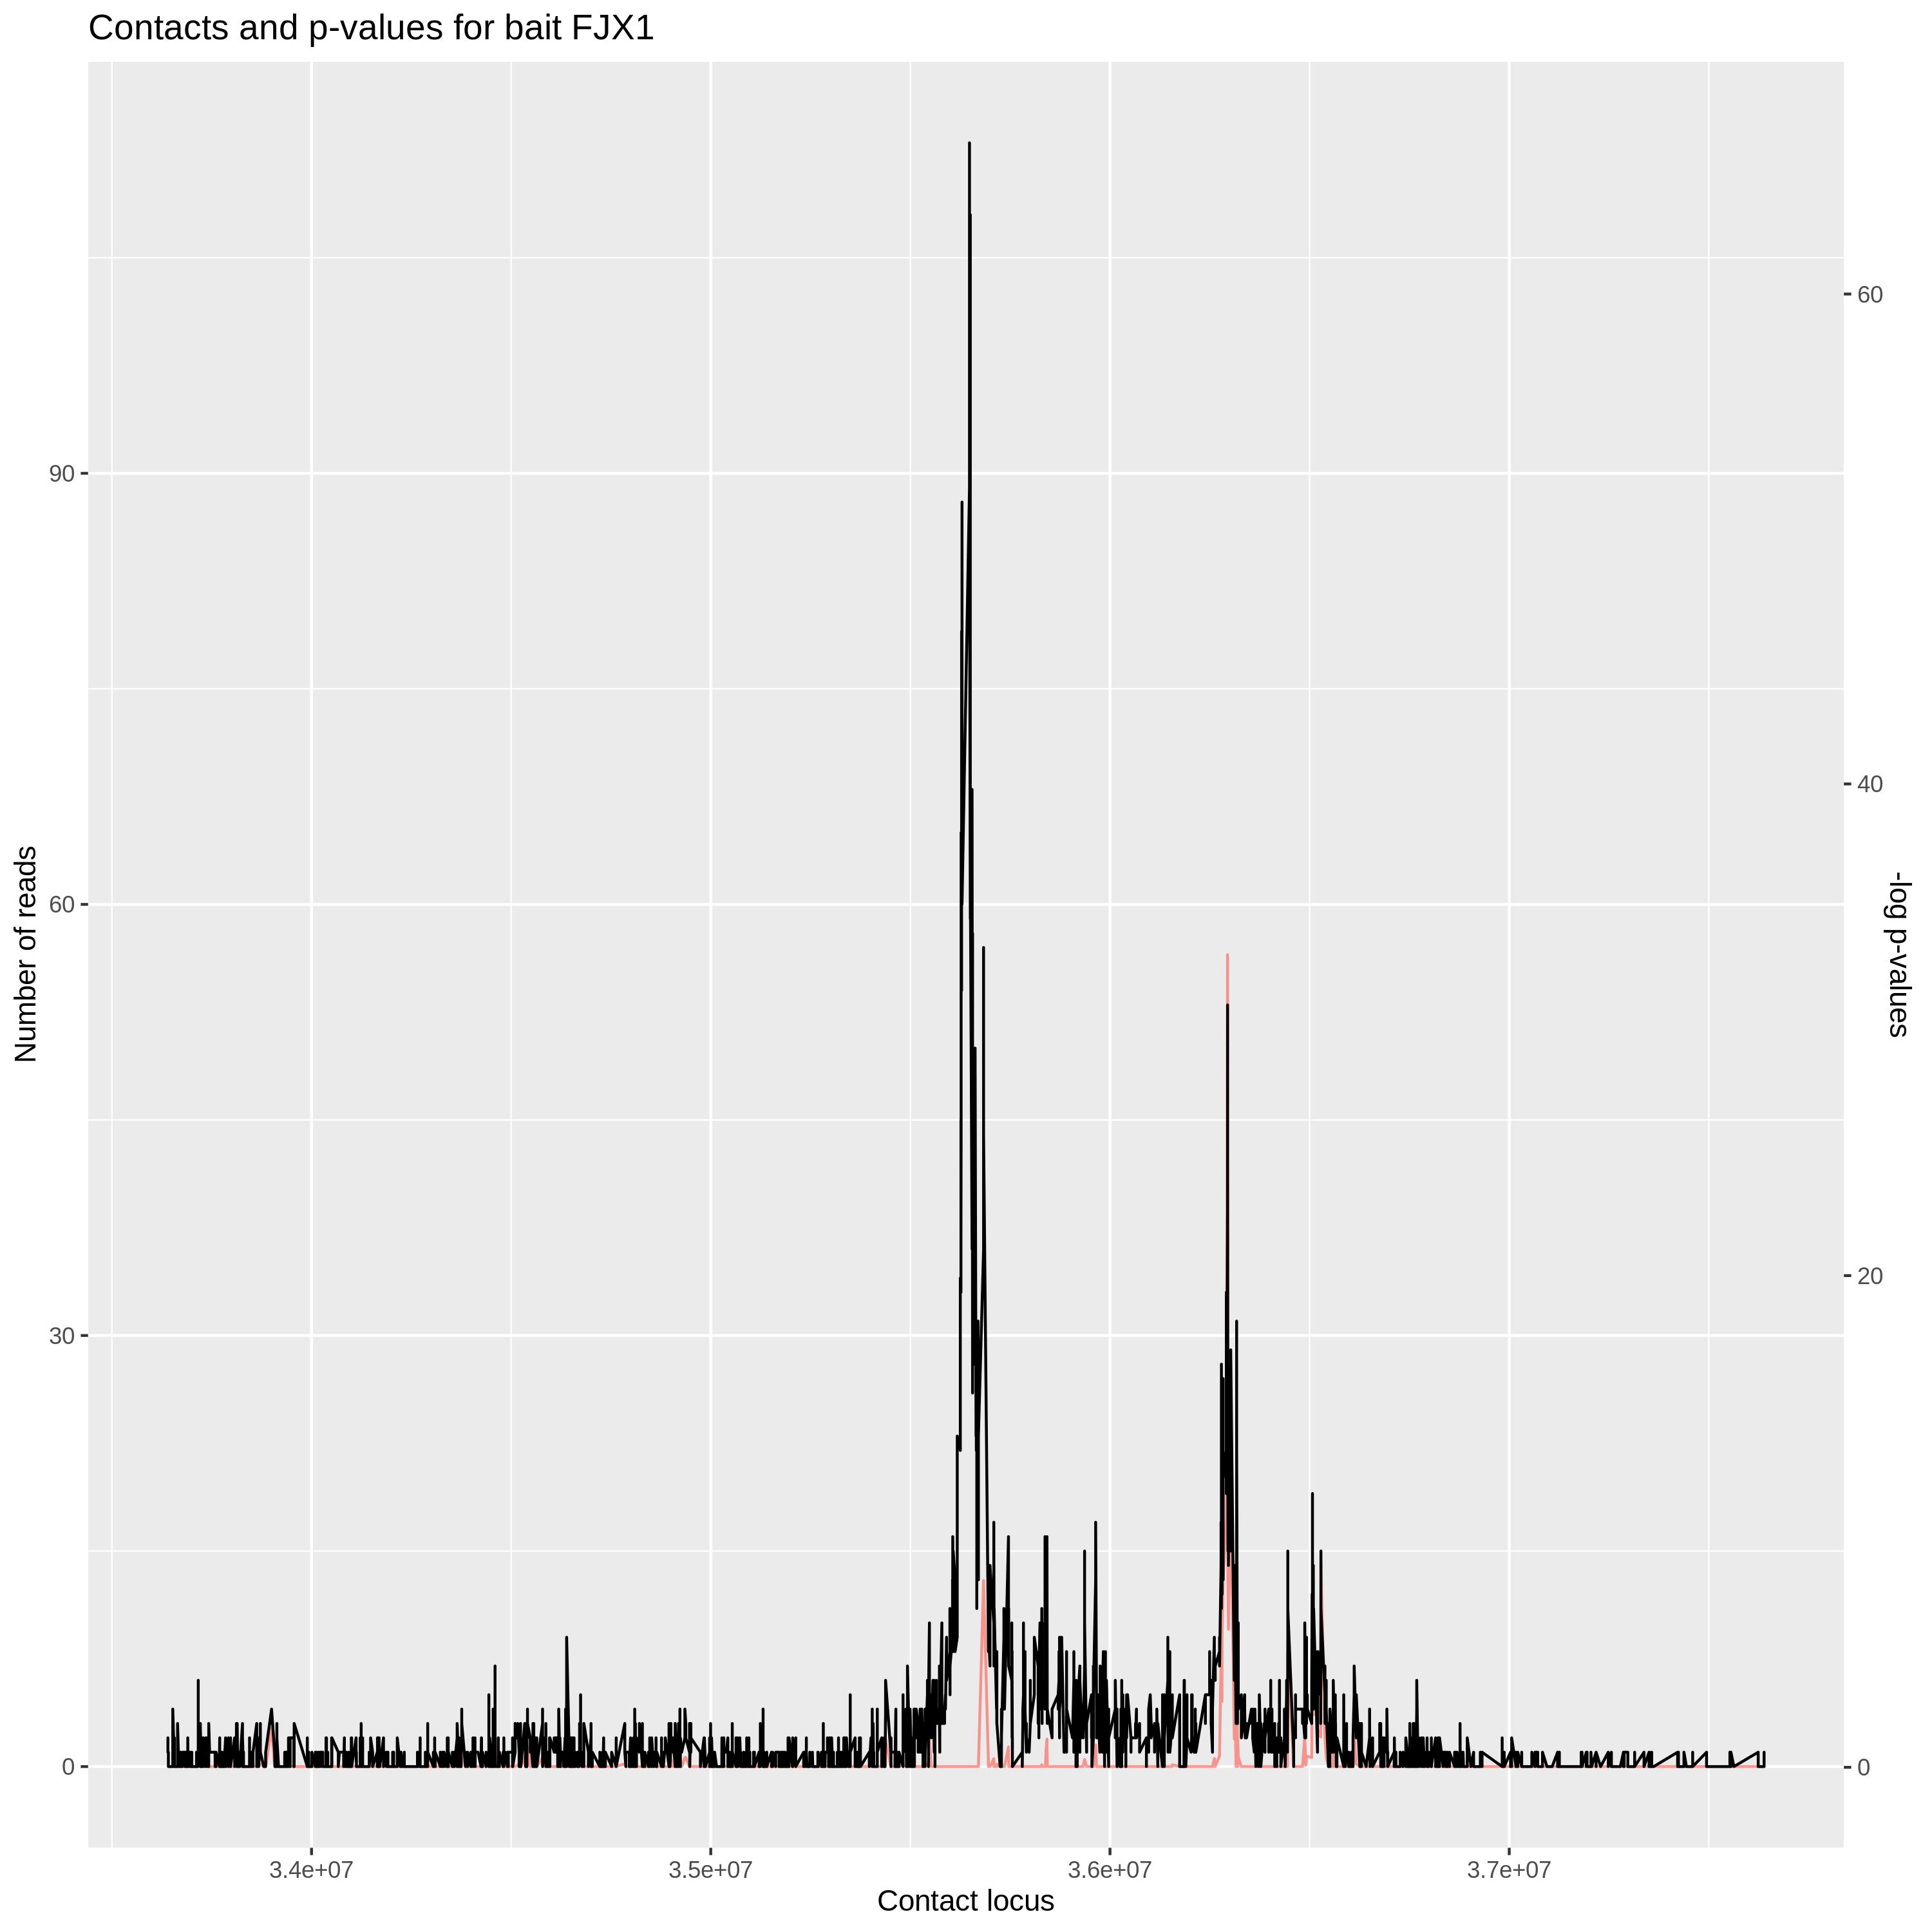 Contacts and p-values for bait FJX1
Number of reads
90
60
30
0
-log p-values
60
40
20
0
3.4e+07
3.5e+07
3.6e+07
3.7e+07
Contact locus